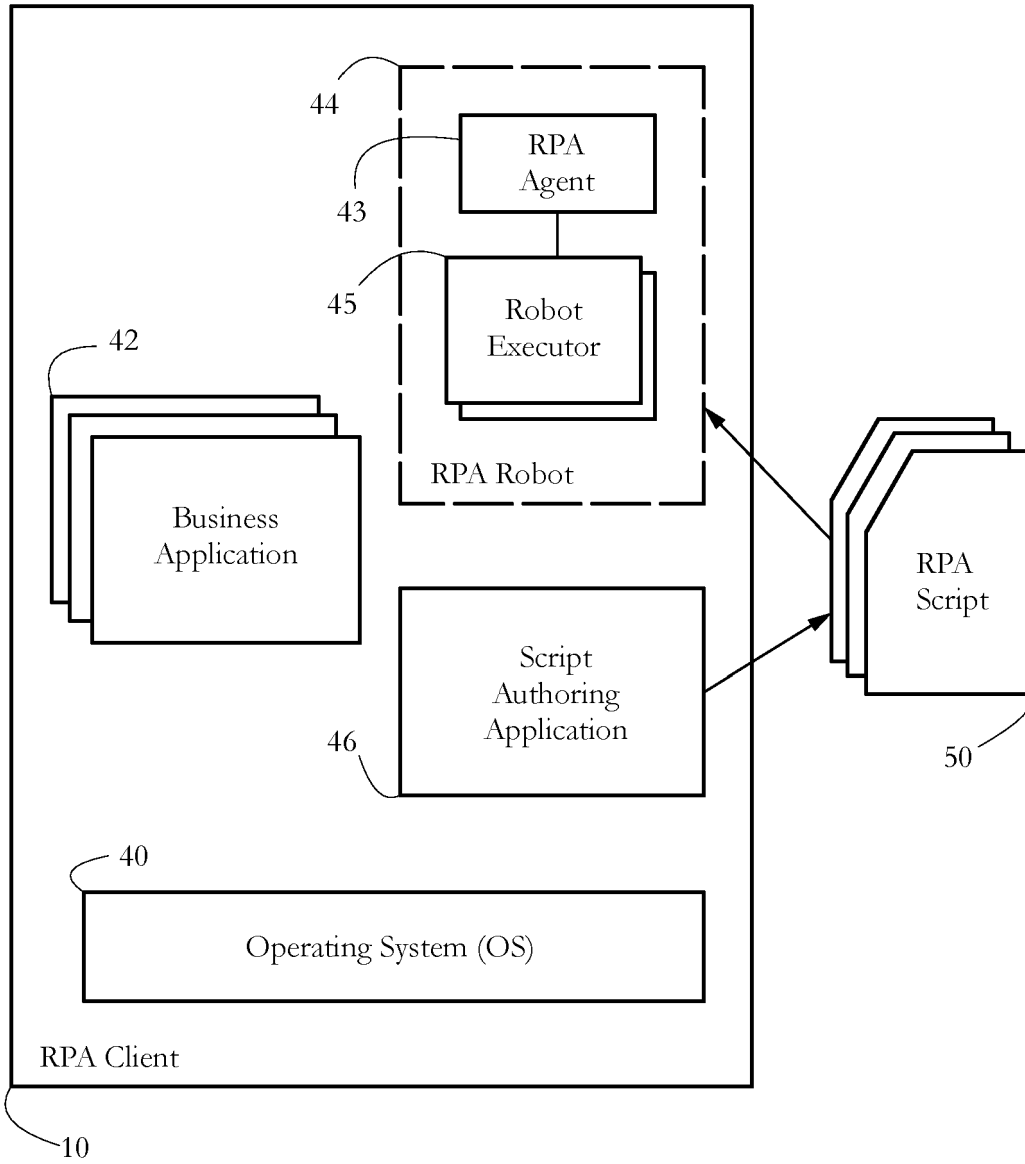 44
RPA
Agent
43
45
Robot
Executor
42
RPA Robot
Business
Application
RPA
Script
Script
Authoring
Application
46
50
40
Operating System (OS)
RPA Client
10